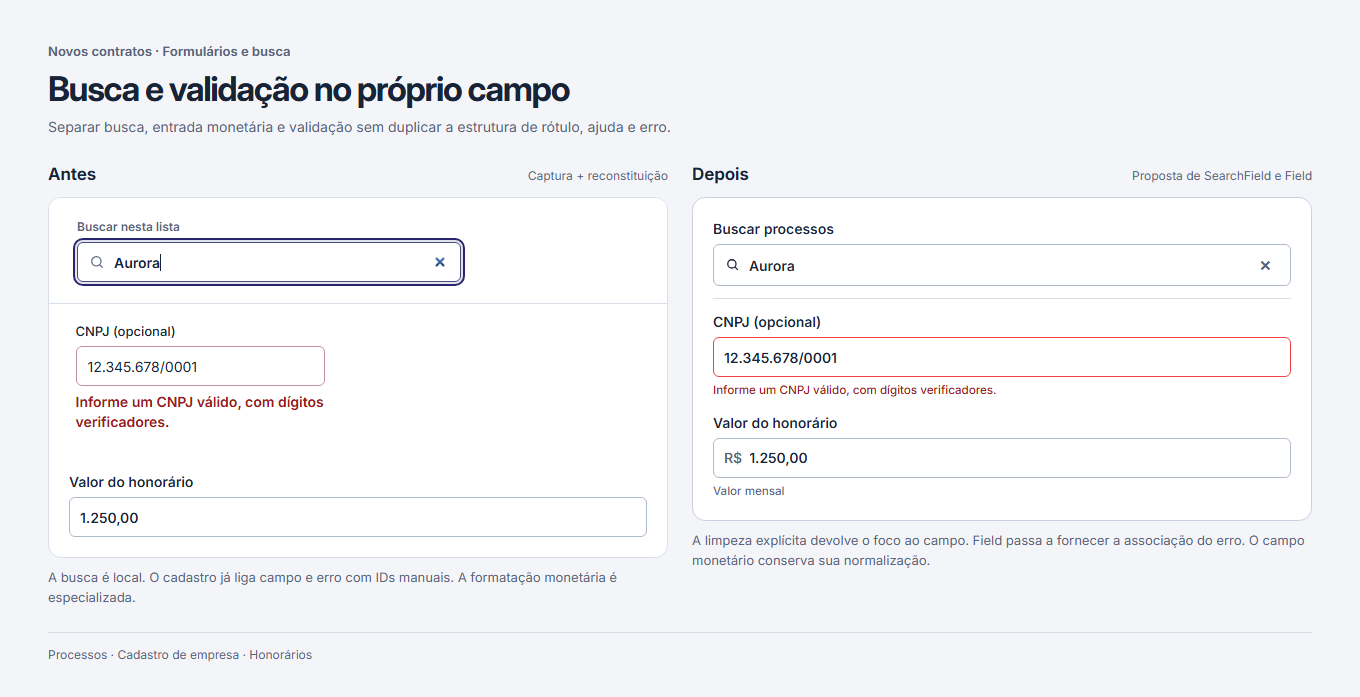 Novos contratos · Formulários e busca
Busca e validação no próprio campo
Separar busca, entrada monetária e validação sem duplicar a estrutura de rótulo, ajuda e erro.
Antes
Captura + reconstituição
Buscar nesta lista
Aurora
CNPJ (opcional)
12.345.678/0001
Informe um CNPJ válido, com dígitos
verificadores.
Valor do honorário
1.250,00
A busca é local. O cadastro já liga campo e erro com IDs manuais. A formatação monetária é
especializada.
Depois
Proposta de SearchField e Field
Buscar processos
Aurora
CNPJ (opcional)
12.345.678/0001
Informe um CNPJ válido, com dígitos verificadores.
Valor do honorário
R$ 1.250,00
Valor mensal
A limpeza explícita devolve o foco ao campo. Field passa a fornecer a associação do erro. O campo
monetário conserva sua normalização.
Processos · Cadastro de empresa · Honorários